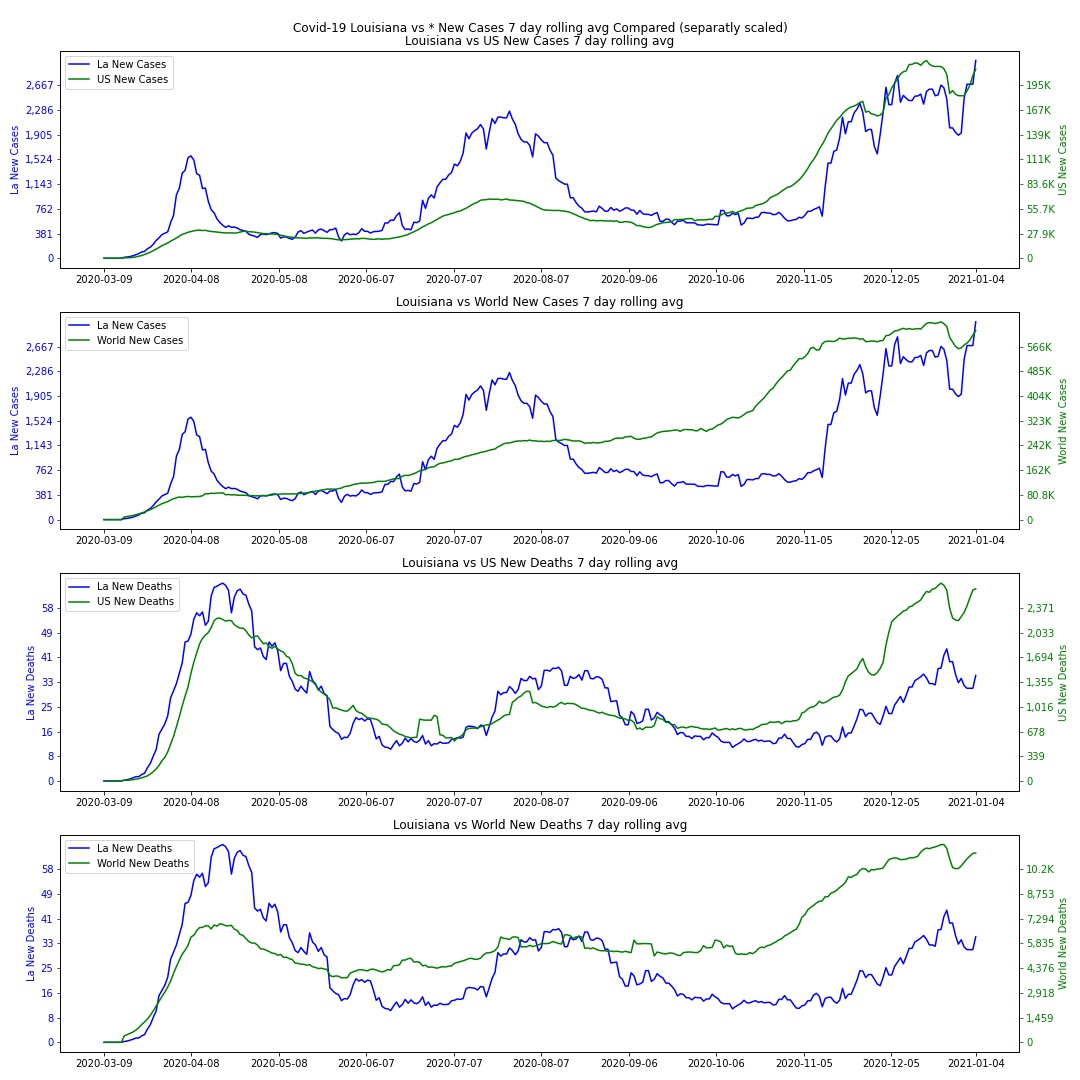 Covid-19 Louisiana vs * New Cases 7 day rolling avg Compared (separatly scaled)
Louisiana vs US New Cases 7 day rolling avg
La New Cases
US New Cases
2,667
2,286
1,905
1,524
1,143
762
381
0
La New Cases
195K
167K
139K
111K
83.6K
55.7K
27.9K
0
US New Cases
2020-03-09 2020-04-08 2020-05-08 2020-06-07 2020-07-07 2020-08-07 2020-09-06 2020-10-06 2020-11-05 2020-12-05 2021-01-04
Louisiana vs World New Cases 7 day rolling avg
La New Cases
World New Cases
2,667
2,286
1,905
1,524
1,143
762
381
0
La New Cases
566K
485K
404K
323K
242K
162K
80.8K
0
World New Cases
2020-03-09 2020-04-08 2020-05-08 2020-06-07 2020-07-07 2020-08-07 2020-09-06 2020-10-06 2020-11-05 2020-12-05 2021-01-04
Louisiana vs US New Deaths 7 day rolling avg
La New Deaths
US New Deaths
58
49
41
33
25
16
8
0
La New Deaths
2,371
2,033
1,694
1,355
1,016
678
339
0
US New Deaths
2020-03-09 2020-04-08 2020-05-08 2020-06-07 2020-07-07 2020-08-07 2020-09-06 2020-10-06 2020-11-05 2020-12-05 2021-01-04
Louisiana vs World New Deaths 7 day rolling avg
La New Deaths
World New Deaths
58
49
41
33
25
16
8
0
La New Deaths
10.2K
8,753
7,294
5,835
4,376
2,918
1,459
0
World New Deaths
2020-03-09 2020-04-08 2020-05-08 2020-06-07 2020-07-07 2020-08-07 2020-09-06 2020-10-06 2020-11-05 2020-12-05 2021-01-04